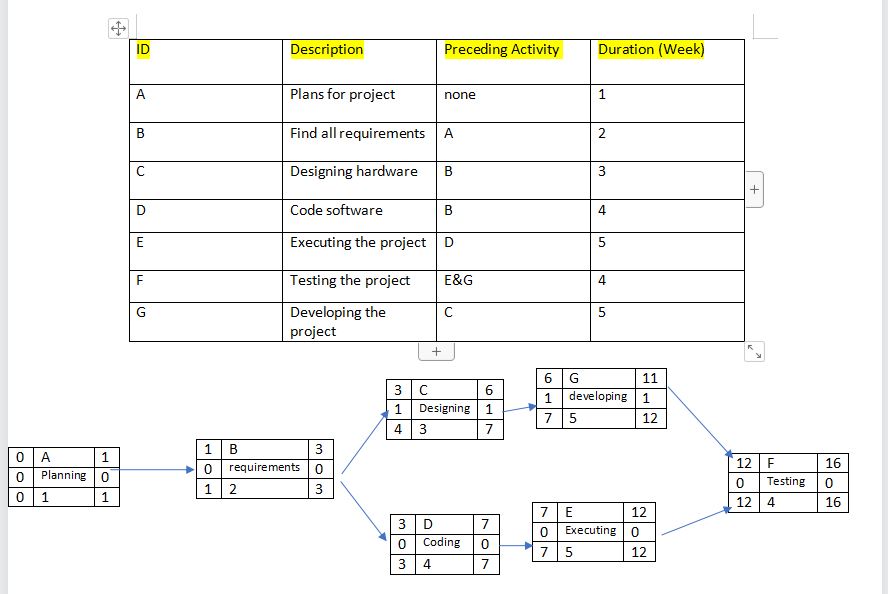 ID Description Preceding Activity Duration (Week)
A Plans for project none 1
B Find all requirements A 2
C Designing hardware B 3
D Code software B 4
E Executing the project D 5
F Testing the project E&G 4
G Developing the project C 5
0 A 1
0 Planning 0
0 1 1
1 B 3
0 requirements 0
1 2 3
3 C 6
1 Designing 1
4 3 7
6 G 11
1 developing 1
7 5 12
3 D 7
0 Coding 0
3 4 7
7 E 12
0 Executing 0
7 5 12
12 F 16
0 Testing 0
12 4 16